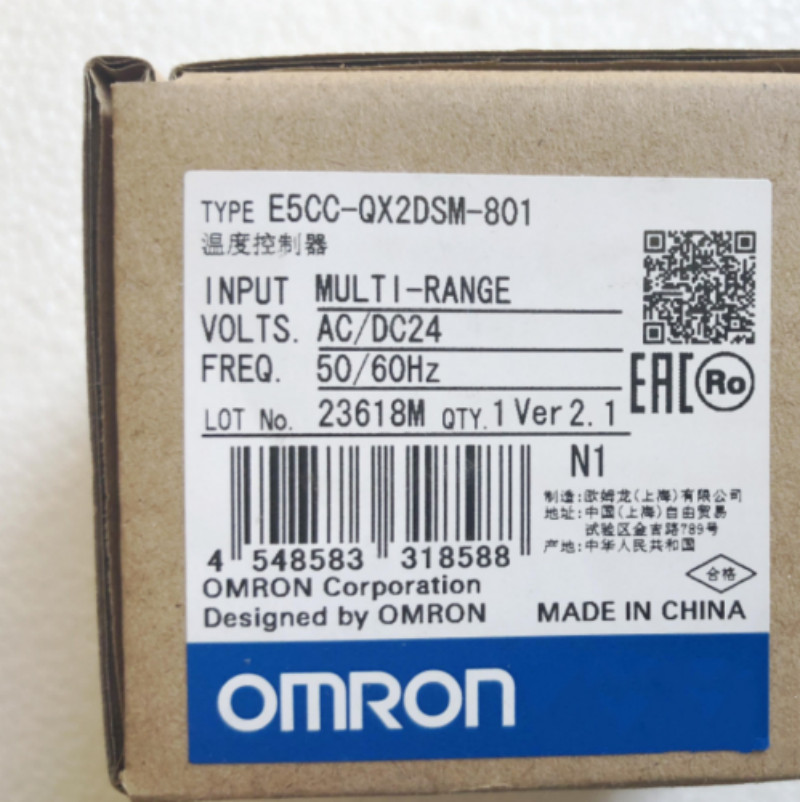 TYPE E5CC-QX2DSM-801
温度控制器
INPUT MULTI-RANGE
VOLTS. AC/DC24
FREQ. 50/60Hz
LOT No. 23618M QTY. 1 Ver 2.1
EAC Ro
N1
制造:欧姆龙(上海)有限公司
地址:中国(上海)自由贸易
试验区金吉路789号
产地:中华人民共和国
4 548583 318588
合格
OMRON Corporation
Designed by OMRON MADE IN CHINA
OMRON